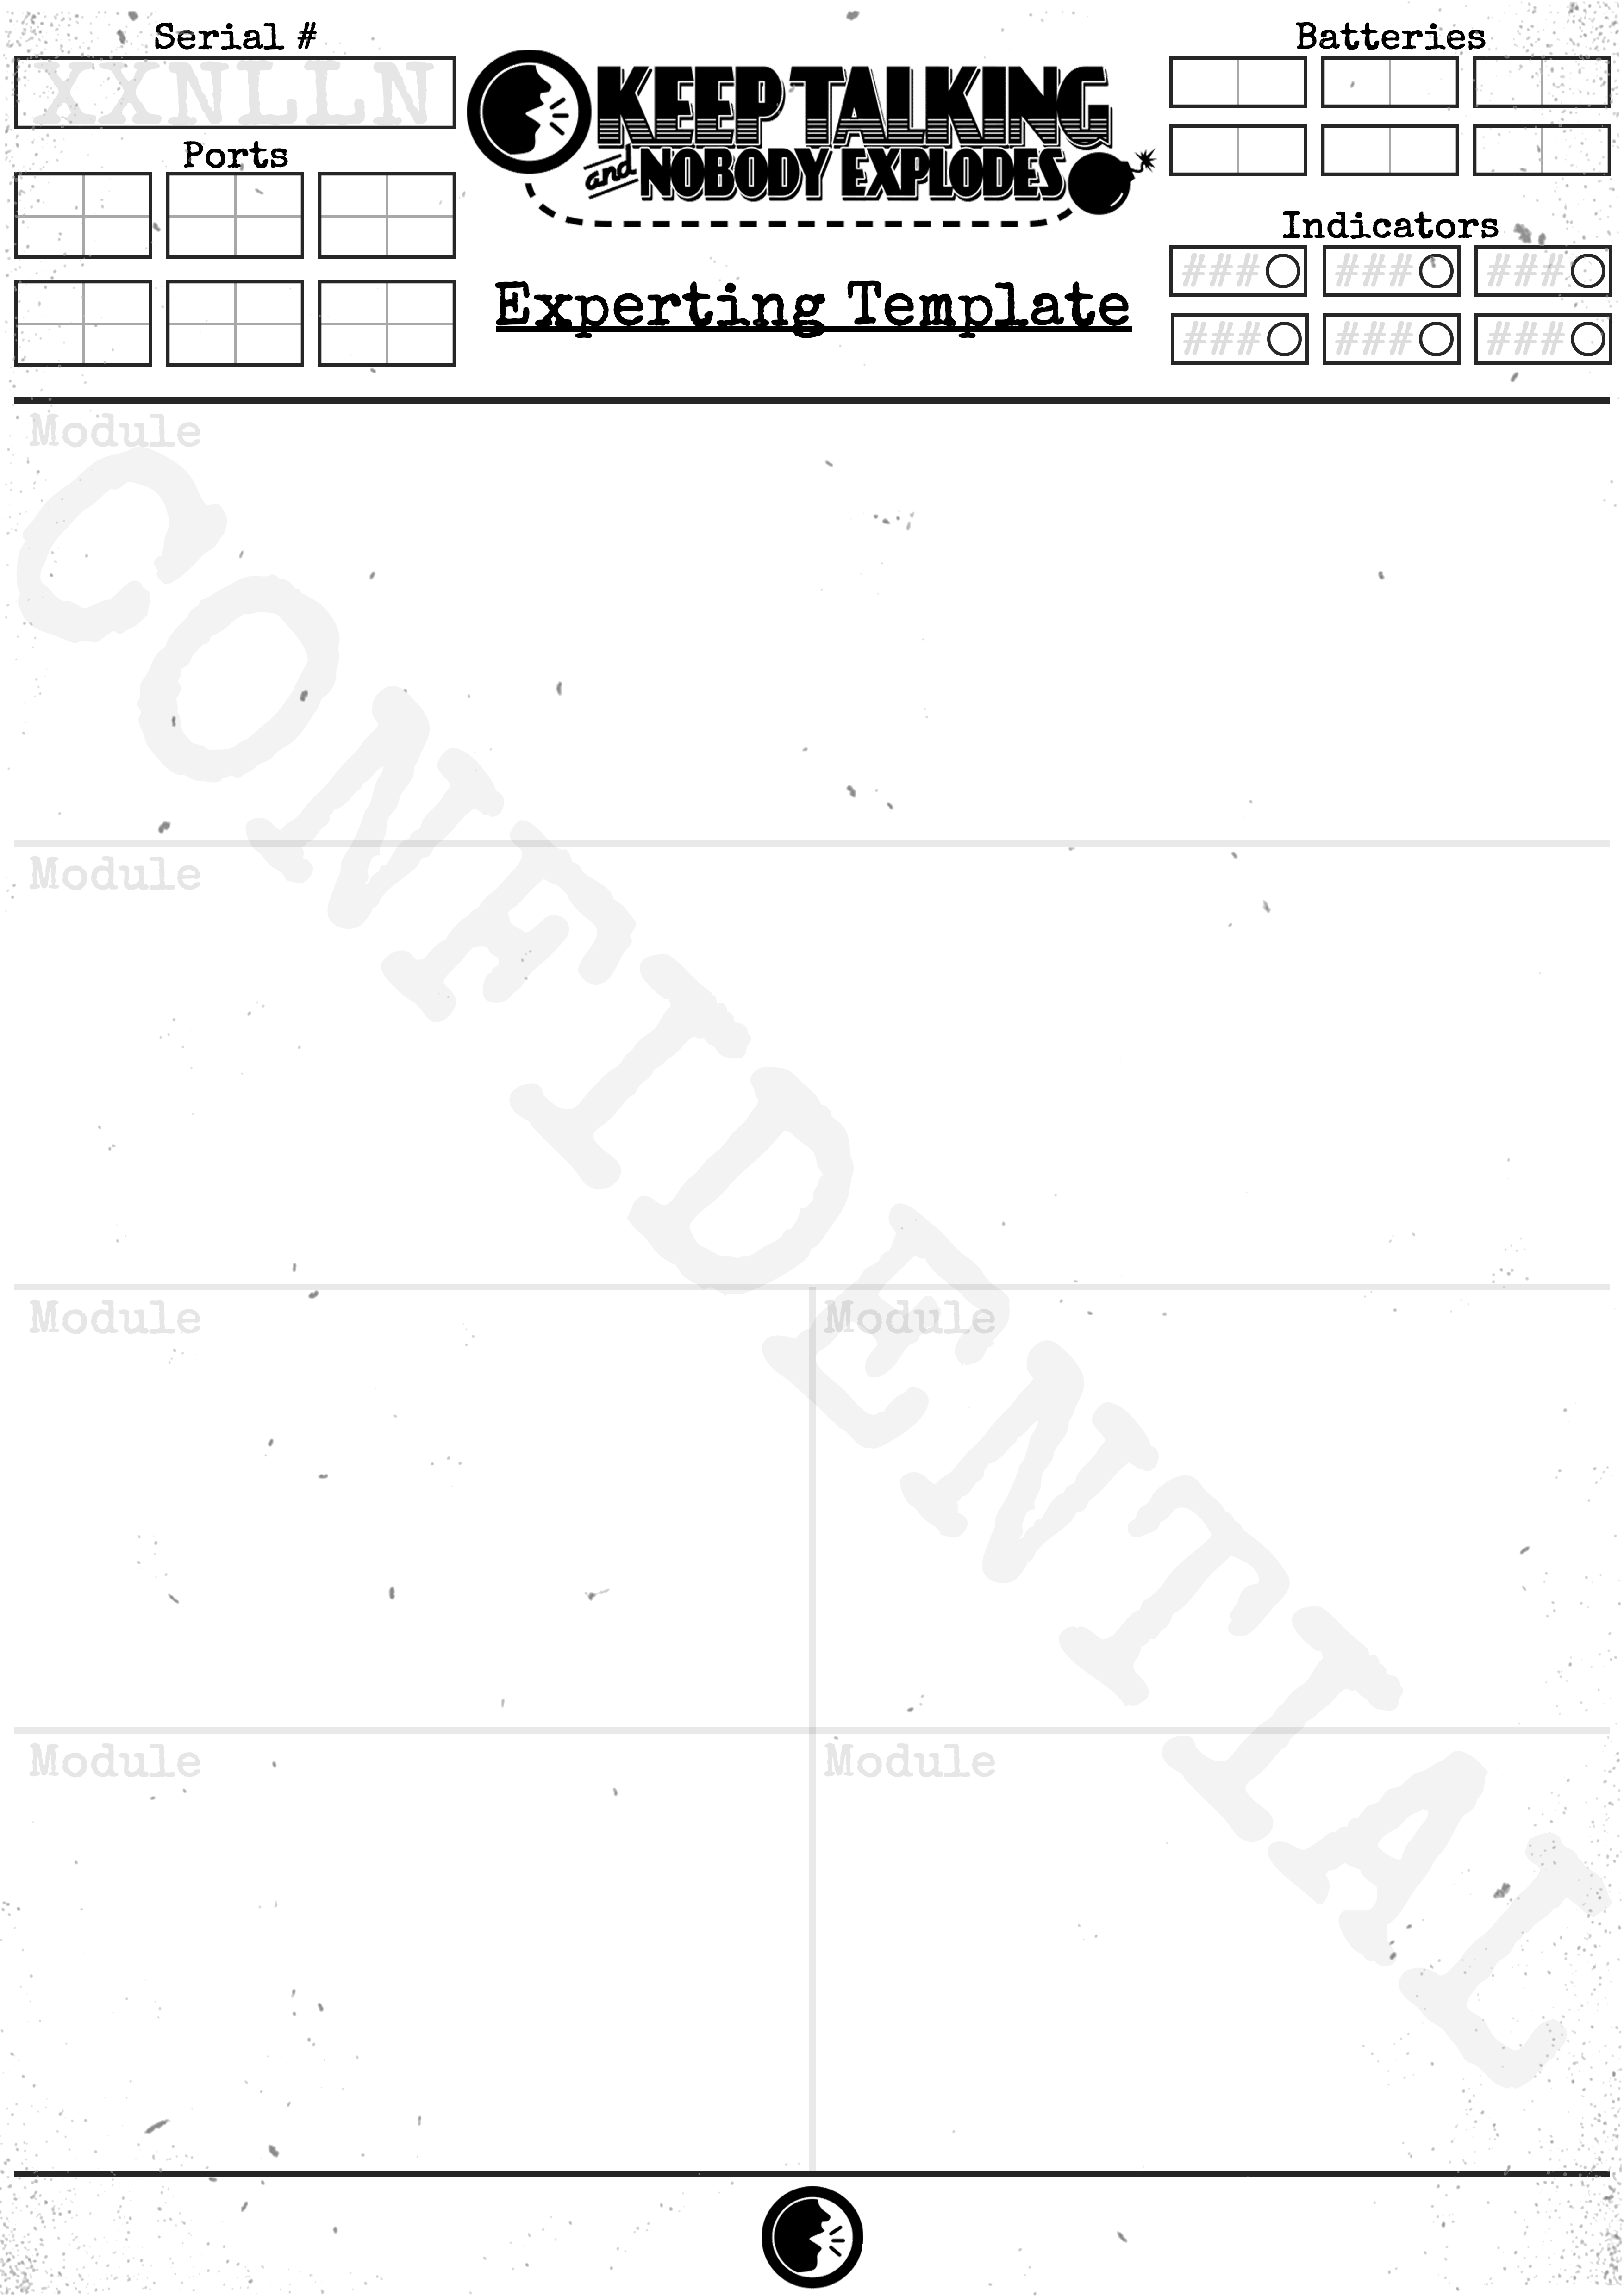 Serial #
XXNLLN
Ports
KEEP TALKING
and NOBODY EXPLODES
Experting Template
Batteries
Indicators
### ### ###
### ### ###
Module
CONFIDENTIAL
Module
Module Module
Module Module